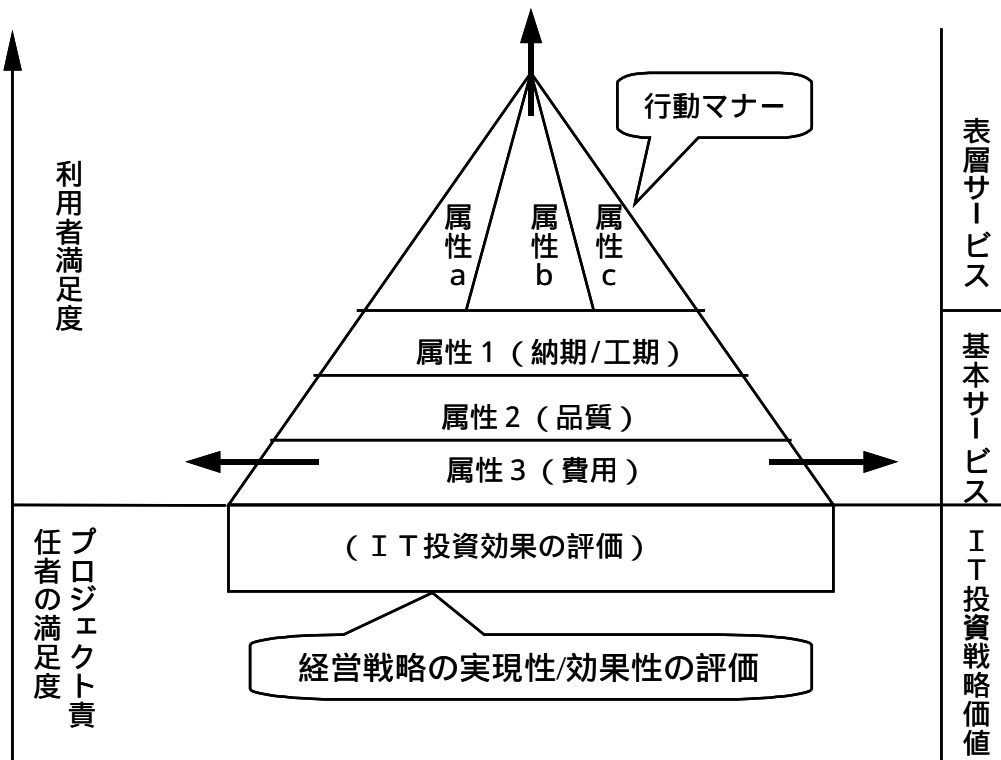 行動マナー
利用者満足度
表層サービス
属性a
属性b
属性c
属性1（納期/工期）
属性2（品質）
属性3（費用）
基本サービス
プロジェクト責
任者の満足度
（ＩＴ投資効果の評価）
ＩＴ投資戦略価値
経営戦略の実現性/効果性の評価